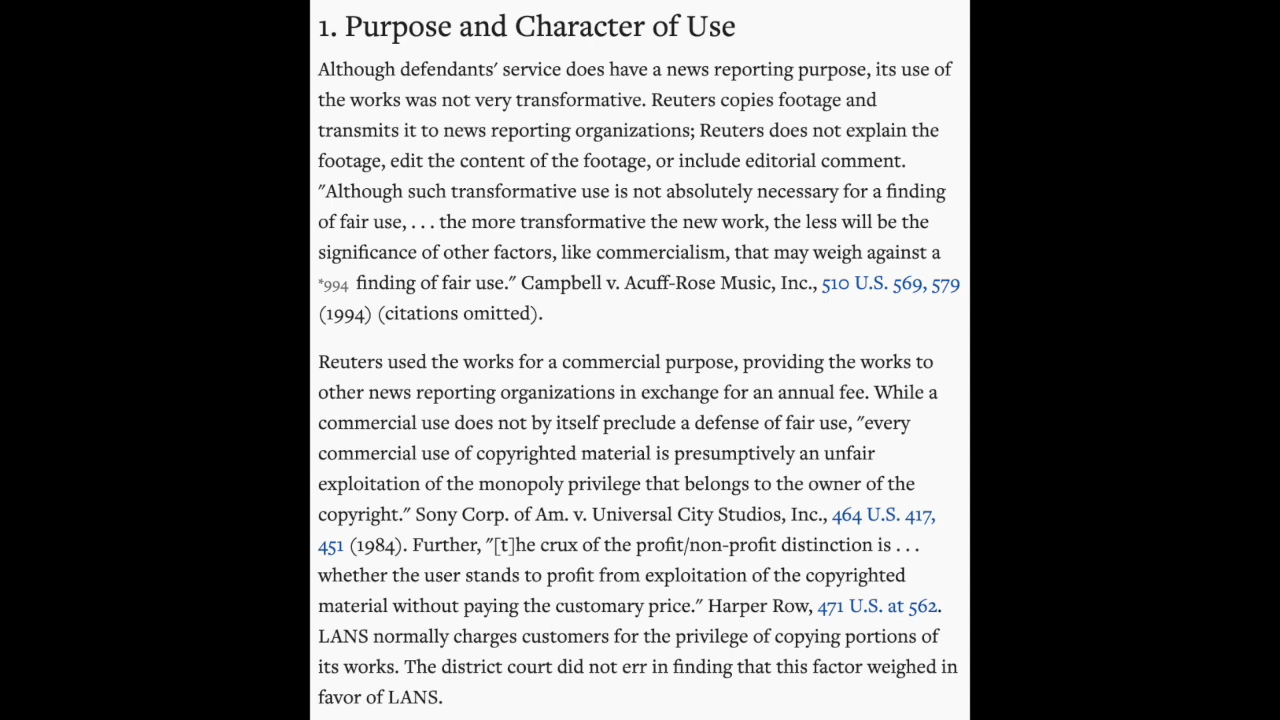 1. Purpose and Character of Use
Although defendants' service does have a news reporting purpose, its use of
the works was not very transformative. Reuters copies footage and
transmits it to news reporting organizations; Reuters does not explain the
footage, edit the content of the footage, or include editorial comment.
"Although such transformative use is not absolutely necessary for a finding
of fair use, . . . the more transformative the new work, the less will be the
significance of other factors, like commercialism, that may weigh against a
*994 finding of fair use." Campbell v. Acuff-Rose Music, Inc., 510 U.S. 569, 579
(1994) (citations omitted).
Reuters used the works for a commercial purpose, providing the works to
other news reporting organizations in exchange for an annual fee. While a
commercial use does not by itself preclude a defense of fair use, "every
commercial use of copyrighted material is presumptively an unfair
exploitation of the monopoly privilege that belongs to the owner of the
copyright." Sony Corp. of Am. v. Universal City Studios, Inc., 464 U.S. 417,
451 (1984). Further, "[t]he crux of the profit/non-profit distinction is . . .
whether the user stands to profit from exploitation of the copyrighted
material without paying the customary price." Harper Row, 471 U.S. at 562.
LANS normally charges customers for the privilege of copying portions of
its works. The district court did not err in finding that this factor weighed in
favor of LANS.